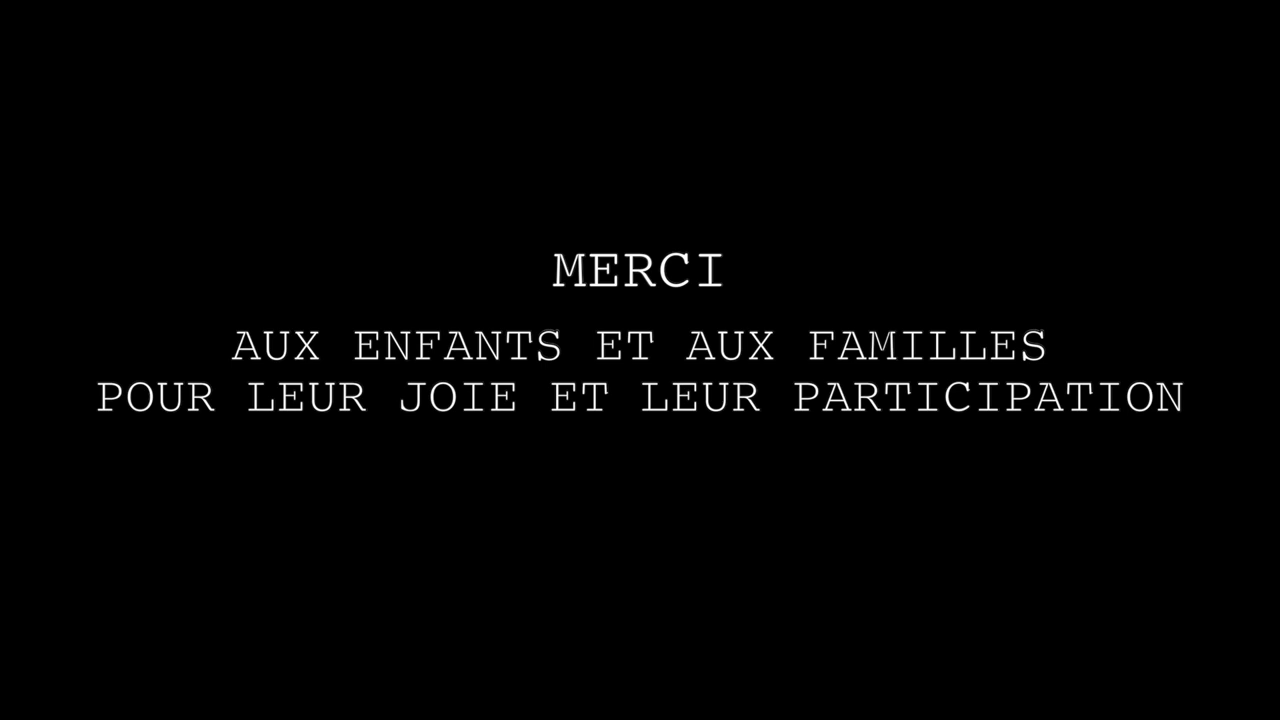 MERCI
AUX ENFANTS ET AUX FAMILLES
POUR LEUR JOIE ET LEUR PARTICIPATION